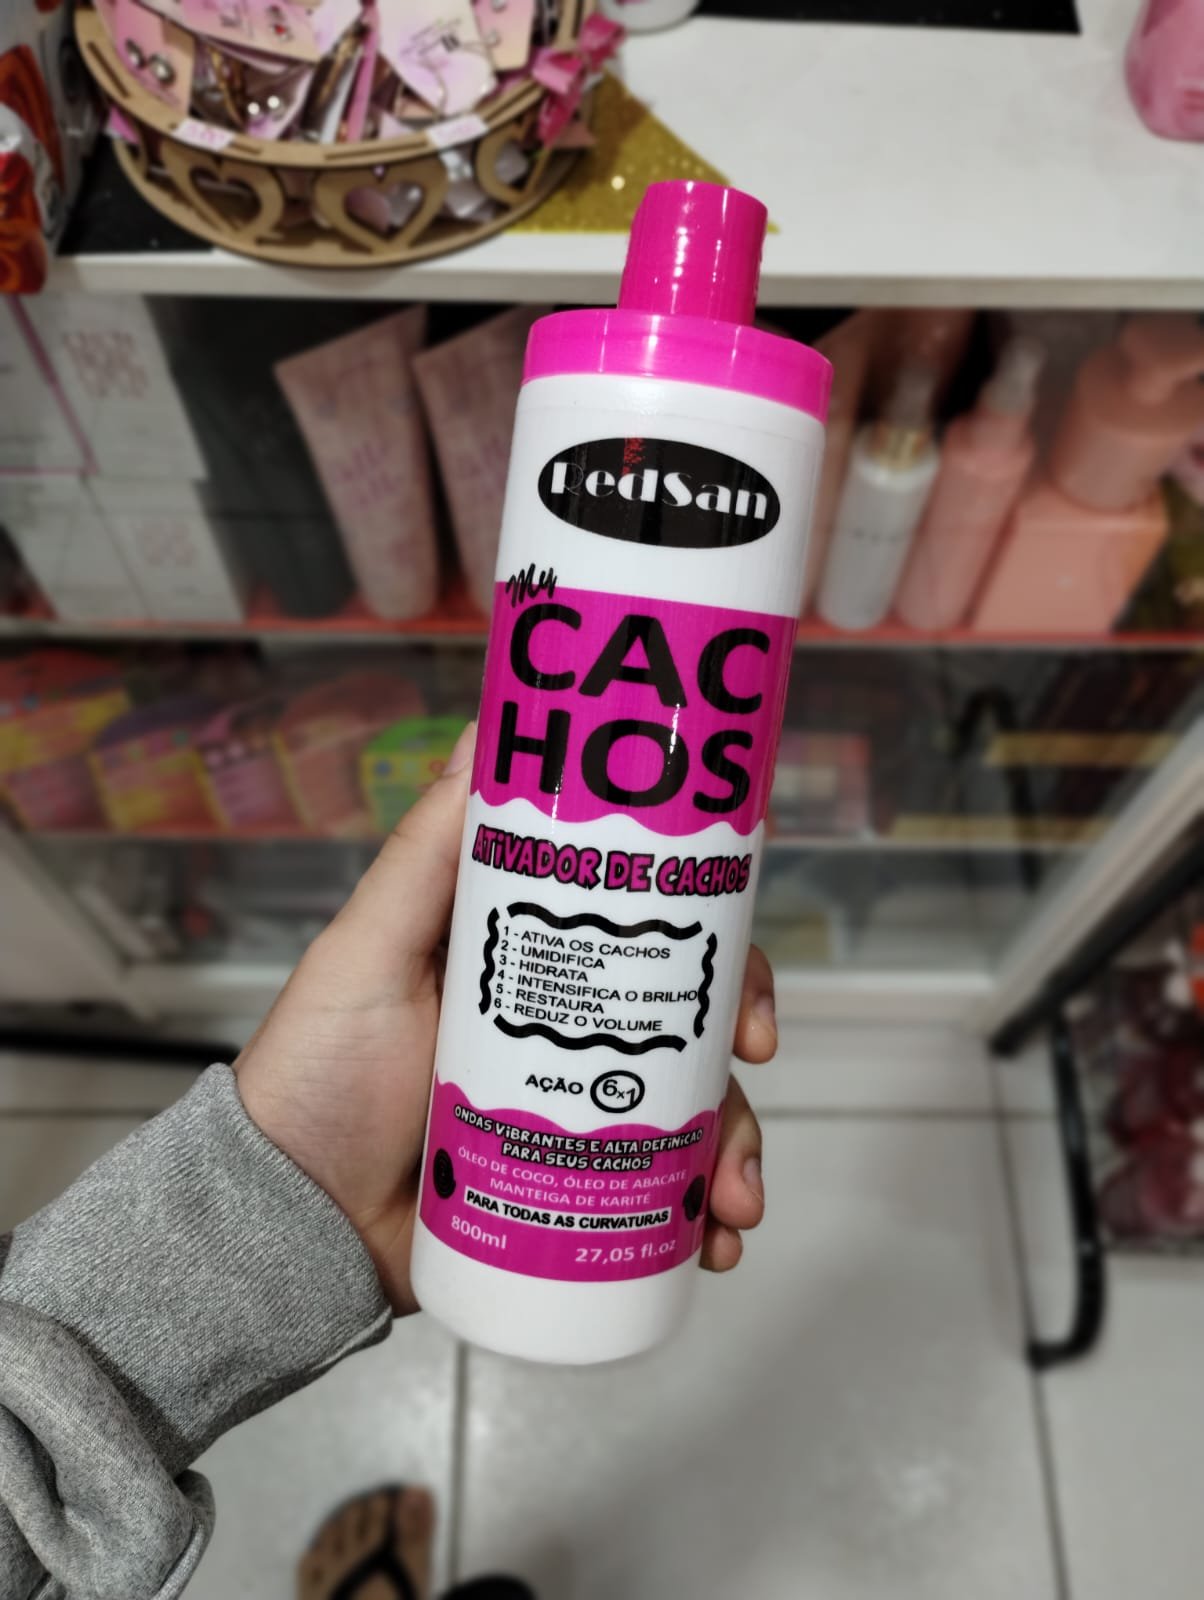 RedSan
My
CAC
HOS
ATiVADOR DE CACHOS
1 - ATIVA OS CACHOS
2 - UMIDIFICA
3 - HIDRATA
4 - INTENSIFICA O BRILHO
5 - RESTAURA
6 - REDUZ O VOLUME
AÇÃO 6x1
ONDAS ViBRANTES E ALTA DEFiNiCAO
PARA SEUS CACHOS
ÓLEO DE COCO, ÓLEO DE ABACATE
MANTEIGA DE KARITÉ
PARA TODAS AS CURVATURAS
800ml 27,05 fl.oz